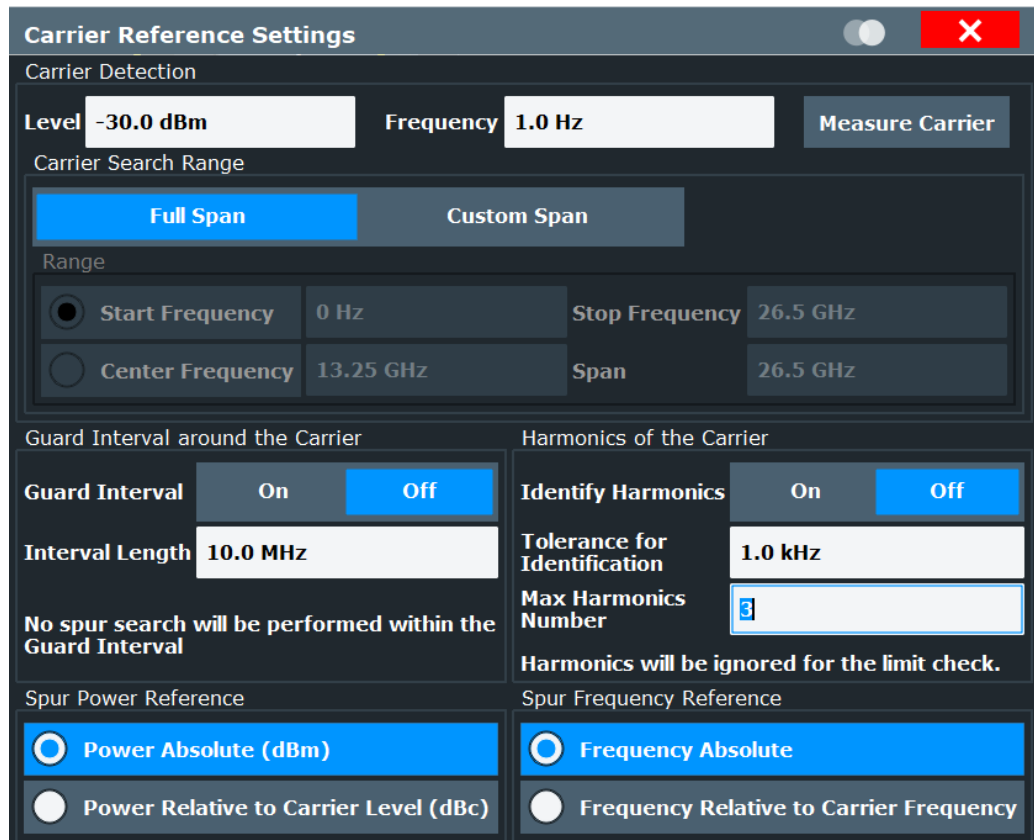 Carrier Reference Settings
Carrier Detection
Level -30.0 dBm Frequency 1.0 Hz Measure Carrier
Carrier Search Range
Full Span Custom Span
Range
Start Frequency 0 Hz Stop Frequency 26.5 GHz
Center Frequency 13.25 GHz Span 26.5 GHz
Guard Interval around the Carrier
Guard Interval On Off
Interval Length 10.0 MHz
No spur search will be performed within the
Guard Interval
Harmonics of the Carrier
Identify Harmonics On Off
Tolerance for
Identification 1.0 kHz
Max Harmonics
Number 3
Harmonics will be ignored for the limit check.
Spur Power Reference
Power Absolute (dBm)
Power Relative to Carrier Level (dBc)
Spur Frequency Reference
Frequency Absolute
Frequency Relative to Carrier Frequency